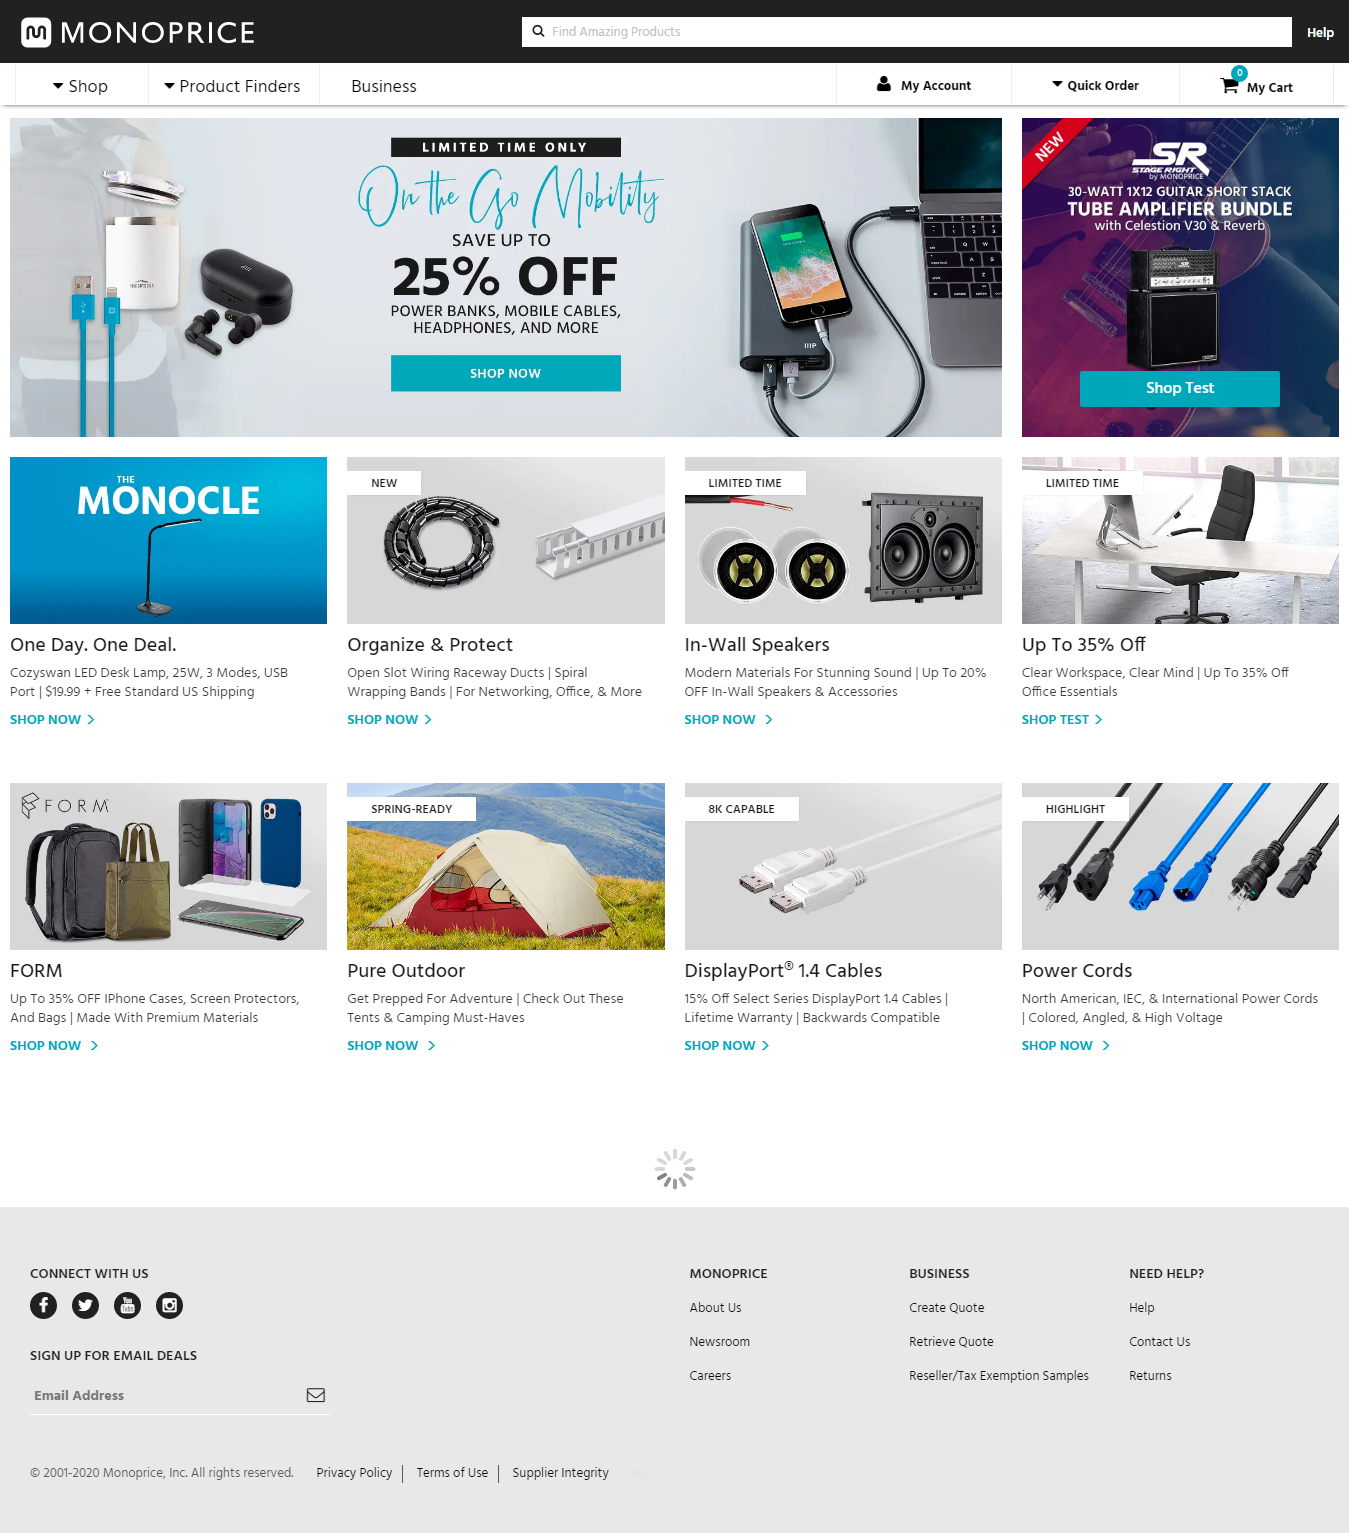 MONOPRICE
Find Amazing Products
Help
Shop
Product Finders
Business
My Account
Quick Order
0
My Cart
LIMITED TIME ONLY
On the Go Mobility
SAVE UP TO
25% OFF
POWER BANKS, MOBILE CABLES,
HEADPHONES, AND MORE
SHOP NOW
NEW
SR
STAGE RIGHT
by MONOPRICE
30-WATT 1X12 GUITAR SHORT STACK
TUBE AMPLIFIER BUNDLE
with Celestion V30 & Reverb
Shop Test
THE
MONOCLE
NEW
LIMITED TIME
LIMITED TIME
One Day. One Deal.
Cozyswan LED Desk Lamp, 25W, 3 Modes, USB
Port | $19.99 + Free Standard US Shipping
SHOP NOW
Organize & Protect
Open Slot Wiring Raceway Ducts | Spiral
Wrapping Bands | For Networking, Office, & More
SHOP NOW
In-Wall Speakers
Modern Materials For Stunning Sound | Up To 20%
OFF In-Wall Speakers & Accessories
SHOP NOW
Up To 35% Off
Clear Workspace, Clear Mind | Up To 35% Off
Office Essentials
SHOP TEST
FORM
SPRING-READY
8K CAPABLE
HIGHLIGHT
FORM
Up To 35% OFF IPhone Cases, Screen Protectors,
And Bags | Made With Premium Materials
SHOP NOW
Pure Outdoor
Get Prepped For Adventure | Check Out These
Tents & Camping Must-Haves
SHOP NOW
DisplayPort® 1.4 Cables
15% Off Select Series DisplayPort 1.4 Cables |
Lifetime Warranty | Backwards Compatible
SHOP NOW
Power Cords
North American, IEC, & International Power Cords
| Colored, Angled, & High Voltage
SHOP NOW
CONNECT WITH US
SIGN UP FOR EMAIL DEALS
Email Address
MONOPRICE
About Us
Newsroom
Careers
BUSINESS
Create Quote
Retrieve Quote
Reseller/Tax Exemption Samples
NEED HELP?
Help
Contact Us
Returns
© 2001-2020 Monoprice, Inc. All rights reserved.
Privacy Policy
Terms of Use
Supplier Integrity